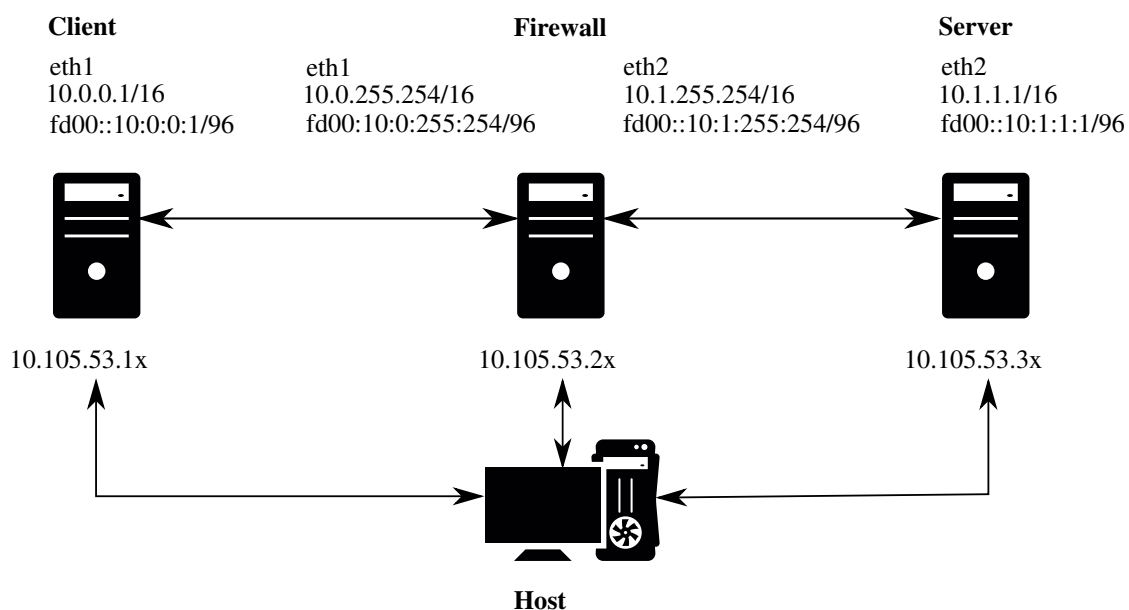 Client
Firewall
Server
eth1
10.0.0.1/16
fd00::10:0:0:1/96
eth1
10.0.255.254/16
fd00:10:0:255:254/96
eth2
10.1.255.254/16
fd00::10:1:255:254/96
eth2
10.1.1.1/16
fd00::10:1:1:1/96
10.105.53.1x
10.105.53.2x
10.105.53.3x
Host